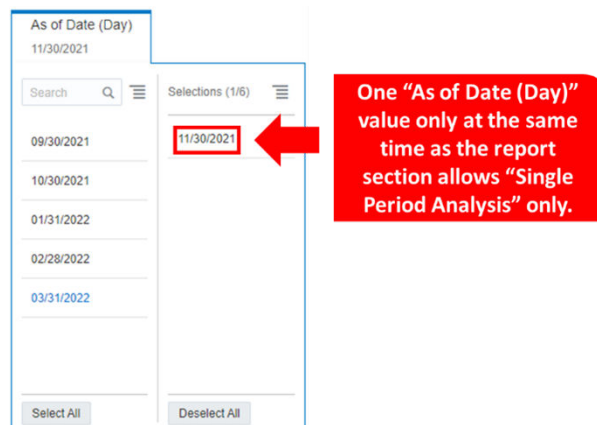 As of Date (Day)
11/30/2021
Search
Selections (1/6)
09/30/2021
10/30/2021
01/31/2022
02/28/2022
03/31/2022
11/30/2021
Select All
Deselect All
One “As of Date (Day)”
value only at the same
time as the report
section allows “Single
Period Analysis” only.